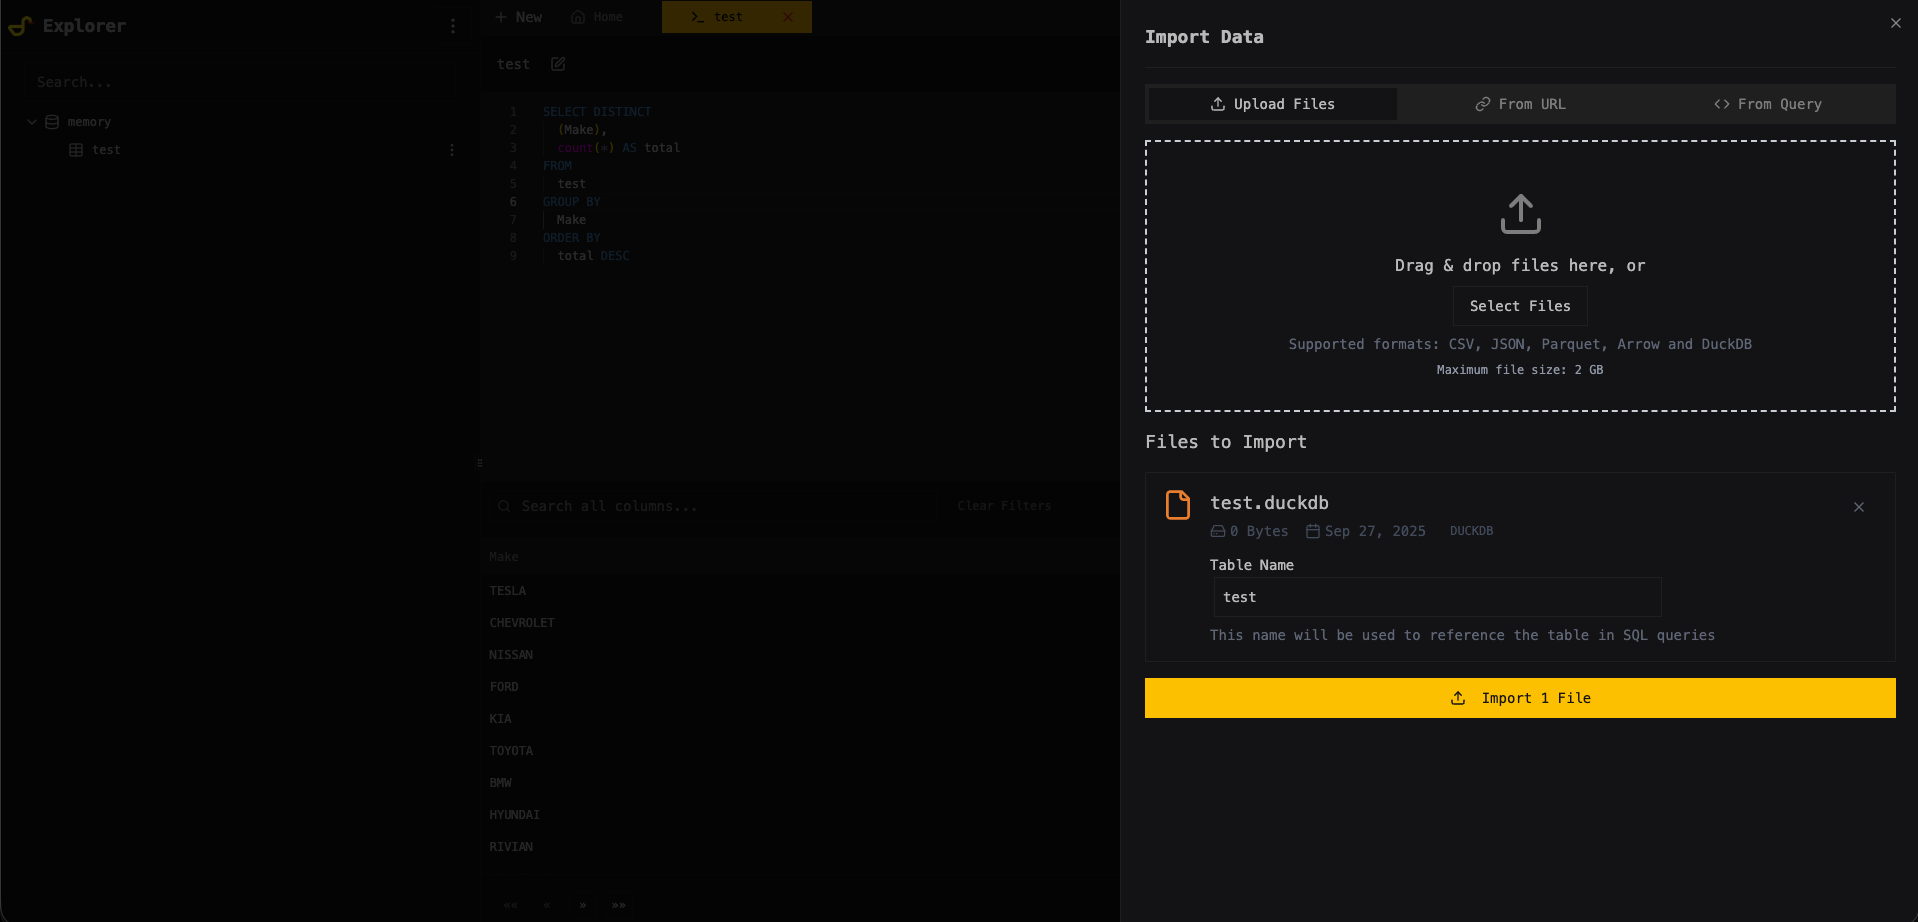 Explorer
Search...
memory
test
+ New
Home
>_ test
test
1 SELECT DISTINCT
2 (Make),
3 count(*) AS total
4 FROM
5 test
6 GROUP BY
7 Make
8 ORDER BY
9 total DESC
Search all columns...
Clear Filters
Make
TESLA
CHEVROLET
NISSAN
FORD
KIA
TOYOTA
BMW
HYUNDAI
RIVIAN
«« « » »»
Import Data
Upload Files
From URL
<> From Query
Drag & drop files here, or
Select Files
Supported formats: CSV, JSON, Parquet, Arrow and DuckDB
Maximum file size: 2 GB
Files to Import
test.duckdb
0 Bytes Sep 27, 2025 DUCKDB
Table Name
test
This name will be used to reference the table in SQL queries
Import 1 File